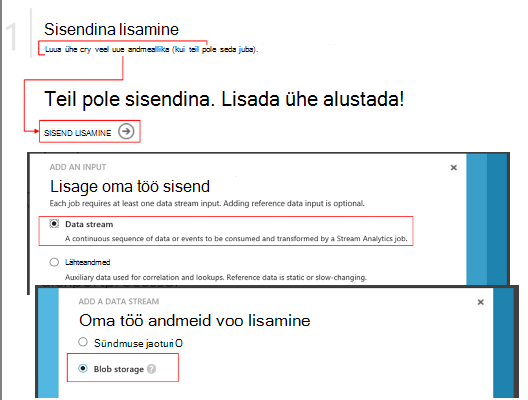 1 Sisendina lisamine
Luua ühe cry veel uue andmeallika (kui teil pole seda juba).
Teil pole sisendina. Lisada ühe alustada!
SISEND LISAMINE
ADD AN INPUT
Lisage oma töö sisend
Each job requires at least one data stream input. Adding reference data input is optional.
Data stream
A continuous sequence of data or events to be consumed and transformed by a Stream Analytics job.
Lähteandmed
Auxiliary data used for correlation and lookups. Reference data is static or slow-changing.
ADD A DATA STREAM
Oma töö andmeid voo lisamine
Sündmuse jaoturi O
Blob storage ?